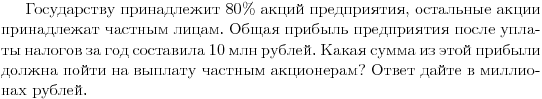 Государству принадлежит 80% акций предприятия, остальные акции
принадлежат частным лицам. Общая прибыль предприятия после упла-
ты налогов за год составила 10 млн рублей. Какая сумма из этой прибыли
должна пойти на выплату частным акционерам? Ответ дайте в миллио-
нах рублей.